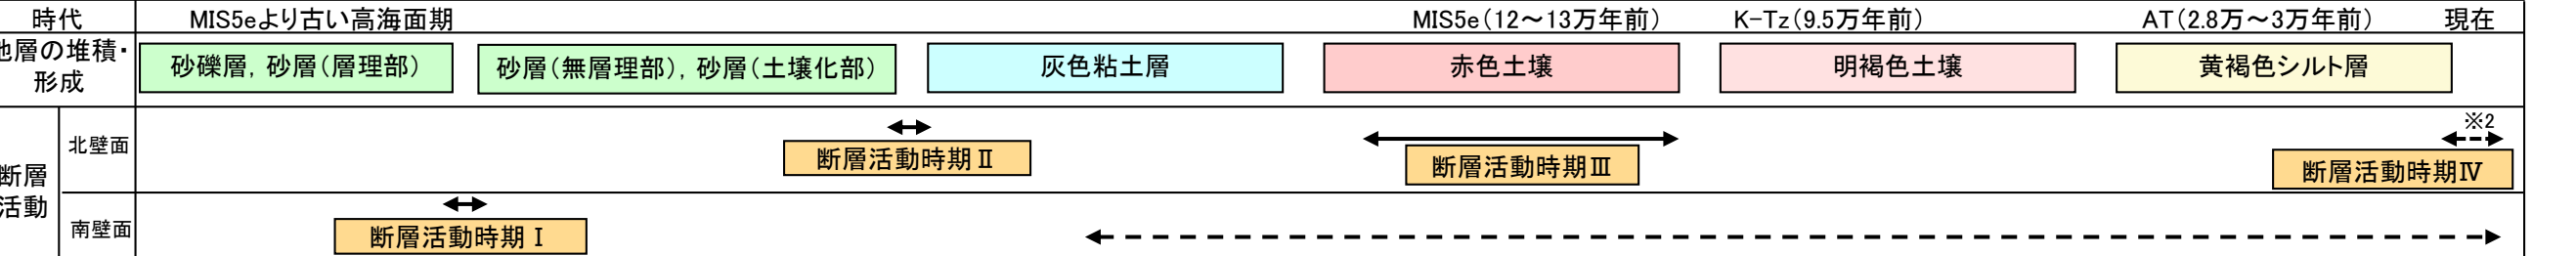 時代
MIS5eより古い高海面期
MIS5e（12～13万年前）
K-Tz（9.5万年前）
AT（2.8万～3万年前）
現在
地層の堆積・
形成
砂礫層，砂層（層理部）
砂層（無層理部），砂層（土壌化部）
灰色粘土層
赤色土壌
明褐色土壌
黄褐色シルト層
断層
活動
北壁面
断層活動時期Ⅱ
断層活動時期Ⅲ
※2
断層活動時期Ⅳ
南壁面
断層活動時期Ⅰ